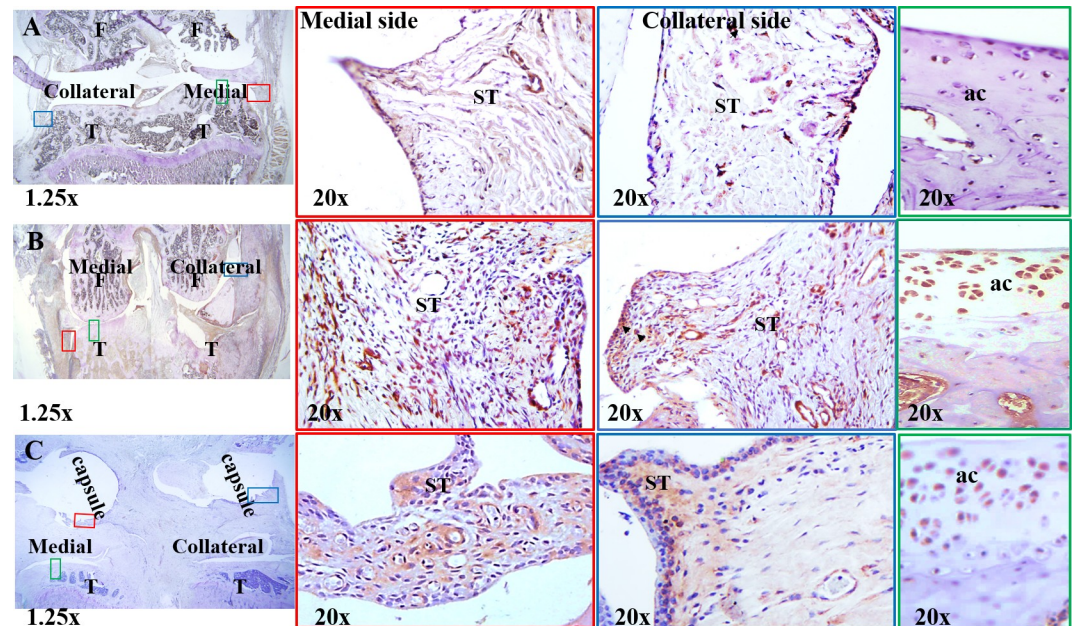 A
F
F
Collateral
Medial
T
T
1.25x
Medial side
ST
20x
Collateral side
ST
20x
ac
20x
B
Medial
Collateral
F
F
T
T
1.25x
ST
20x
ST
20x
ac
20x
C
capsule
capsule
Medial
Collateral
T
T
1.25x
ST
20x
ST
20x
ac
20x